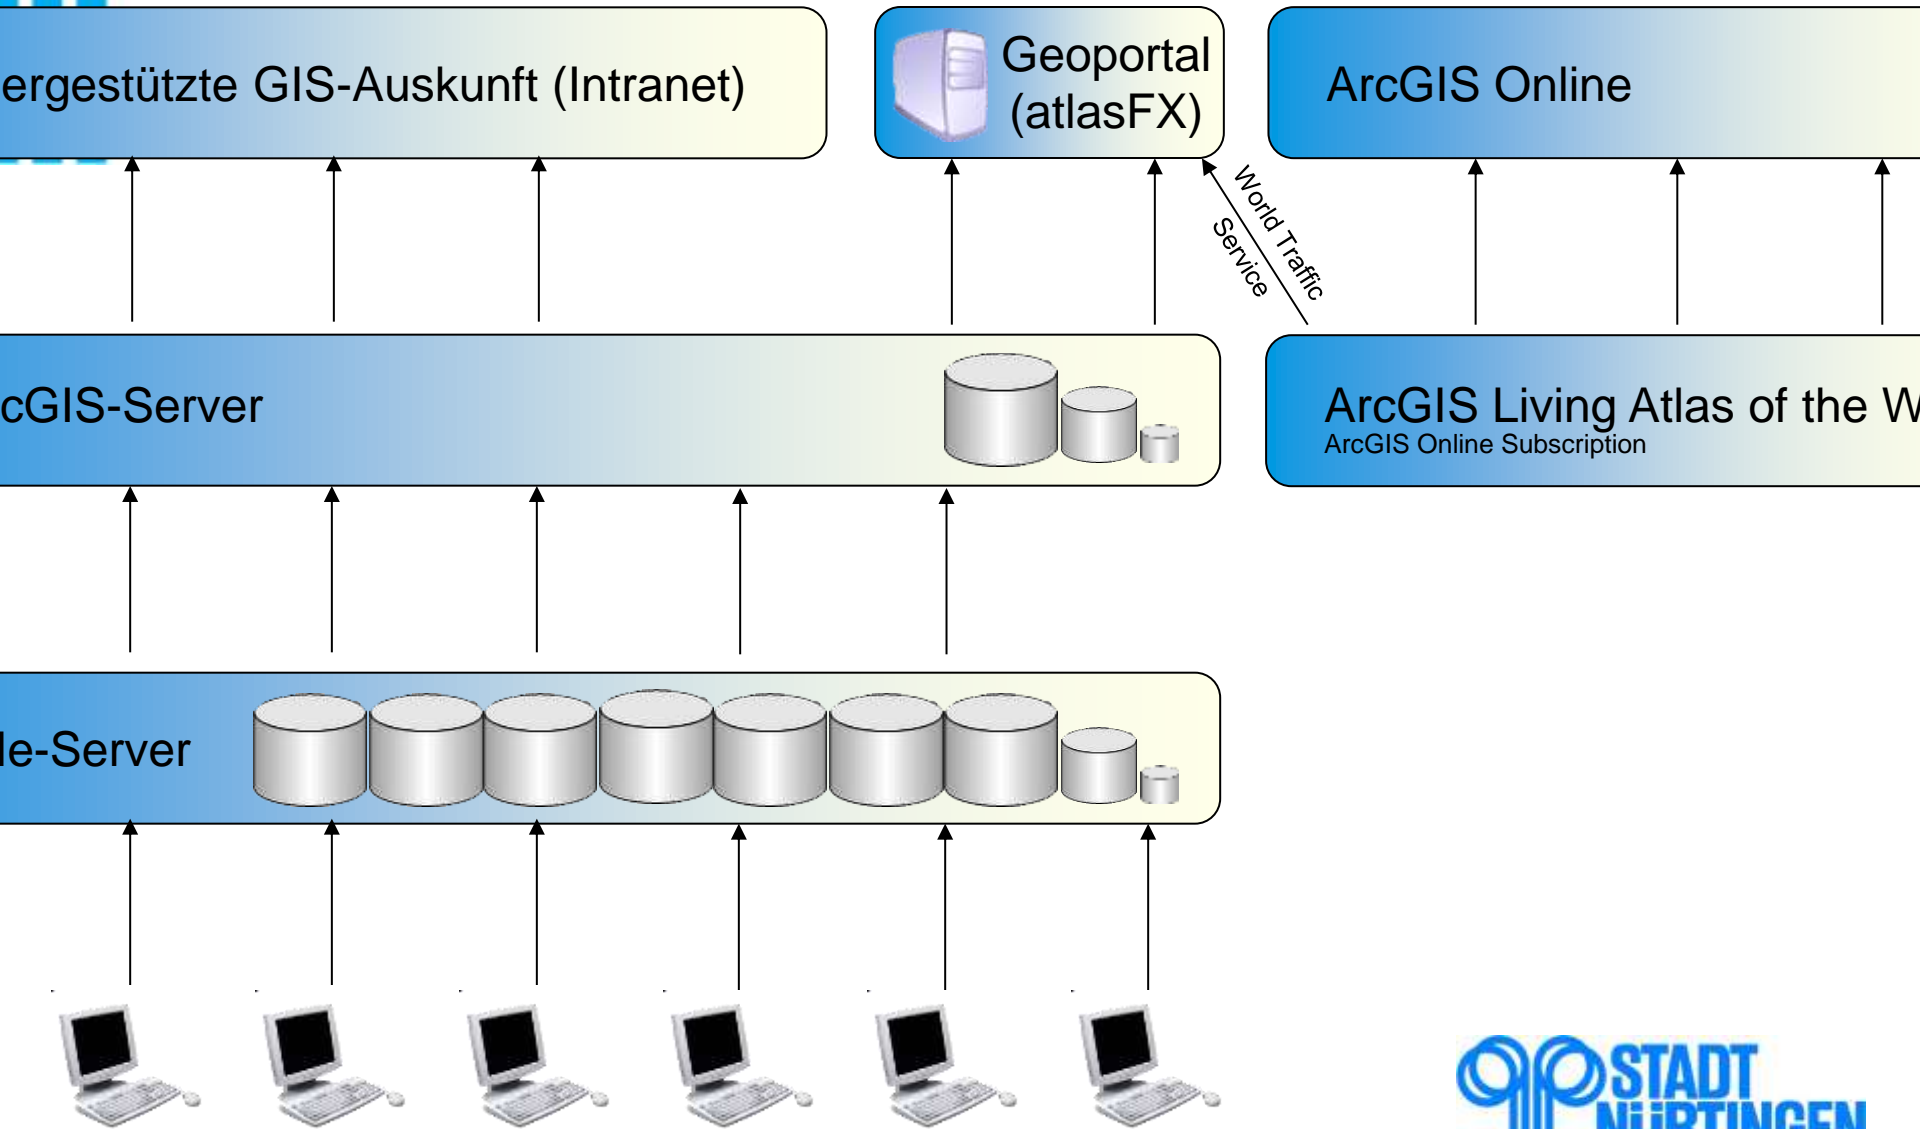 ergestützte GIS-Auskunft (Intranet)
Geoportal
(atlasFX)
ArcGIS Online
World Traffic
Service
cGIS-Server
ArcGIS Living Atlas of the W
ArcGIS Online Subscription
le-Server
STADT
NÜRTINGEN